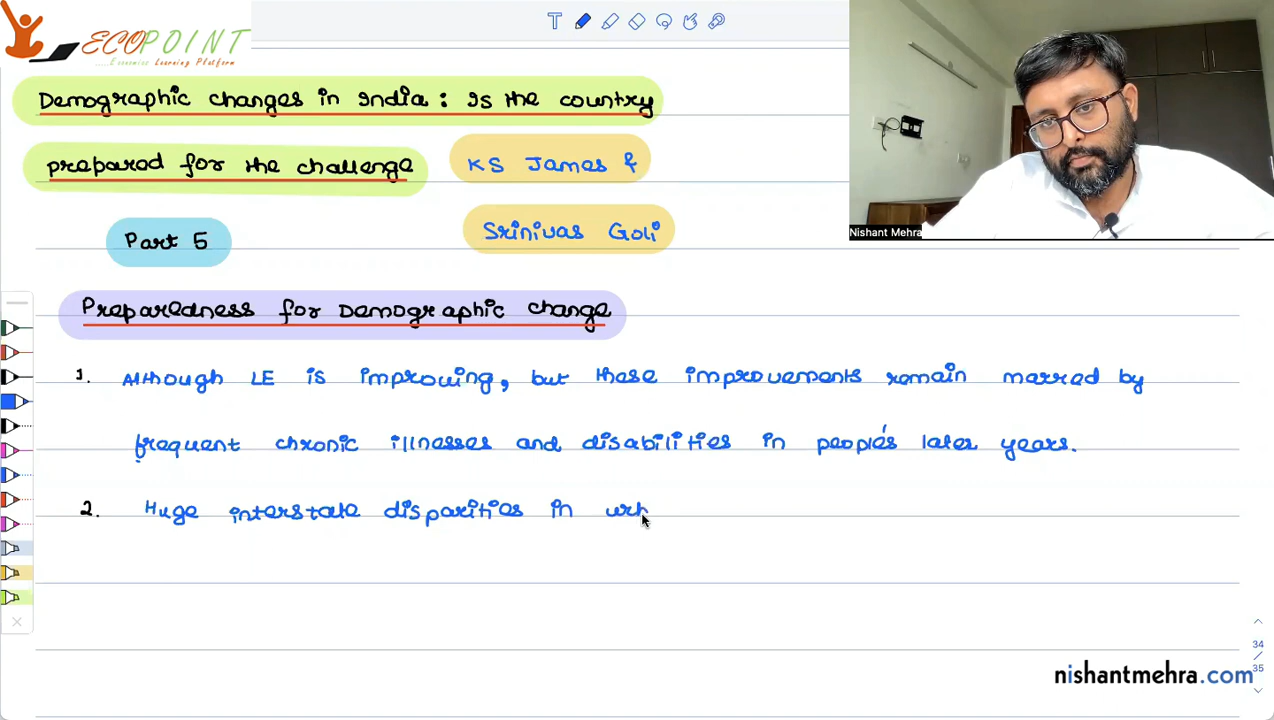 ECOPOINT
.....Economics Learning Platform
Demographic changes in India: Is the country
prepared for the challenge
KS James &
Part 5
Srinivas Goli
Nishant Mehra
Preparedness for Demographic change
1. Although LE is improving, but these improvements remain marred by
frequent chronic illnesses and disabilities in people's later years.
2. Huge interstate disparities in urb
34
/
35
nishantmehra.com